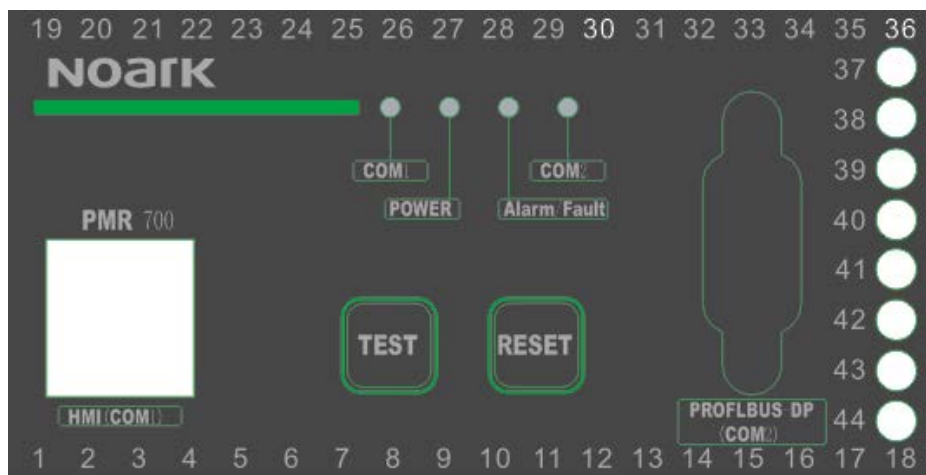 19 20 21 22 23 24 25 26 27 28 29 30 31 32 33 34 35 36
NOARK
37
38
COM1
COM2
39
POWER
Alarm/Fault
PMR 700
40
41
42
TEST
RESET
43
HMI(COM1)
PROFLBUS DP
(COM2)
44
1 2 3 4 5 6 7 8 9 10 11 12 13 14 15 16 17 18